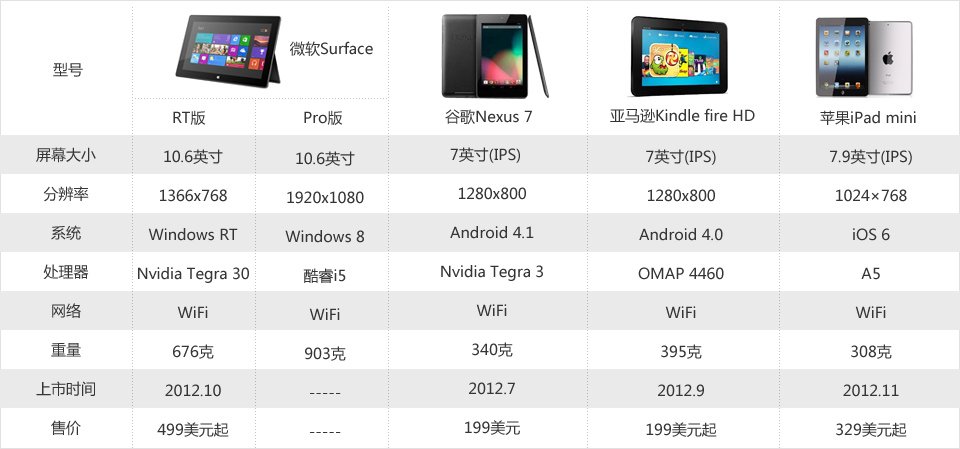 型号 微软Surface
RT版 Pro版 谷歌Nexus 7 亚马逊Kindle fire HD 苹果iPad mini
屏幕大小 10.6英寸 10.6英寸 7英寸(IPS) 7英寸(IPS) 7.9英寸(IPS)
分辨率 1366x768 1920x1080 1280x800 1280x800 1024×768
系统 Windows RT Windows 8 Android 4.1 Android 4.0 iOS 6
处理器 Nvidia Tegra 30 酷睿i5 Nvidia Tegra 3 OMAP 4460 A5
网络 WiFi WiFi WiFi WiFi WiFi
重量 676克 903克 340克 395克 308克
上市时间 2012.10 ----- 2012.7 2012.9 2012.11
售价 499美元起 ----- 199美元 199美元起 329美元起